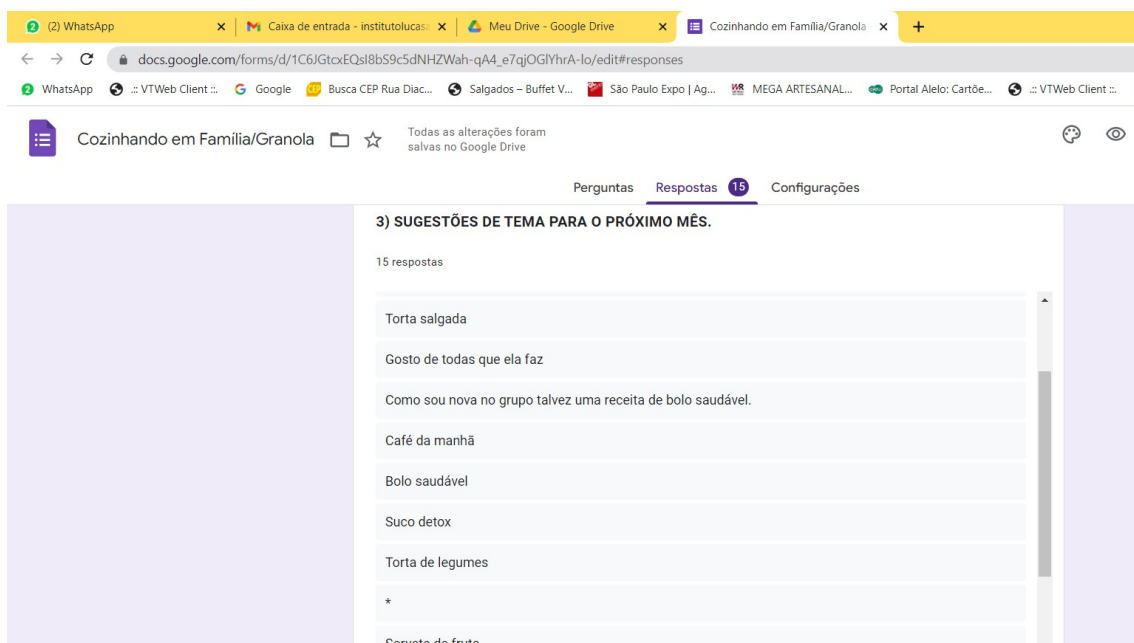 (2) WhatsApp
Caixa de entrada - institutolucasa
Meu Drive - Google Drive
Cozinhando em Família/Granola
docs.google.com/forms/d/1C6JGtcxEQsI8bS9c5dNHZWah-qA4_e7qjOGlYhrA-lo/edit#responses
WhatsApp
.:: VTWeb Client ::.
Google
Busca CEP Rua Diac...
Salgados – Buffet V...
São Paulo Expo | Ag...
MEGA ARTESANAL...
Portal Alelo: Cartõe...
.:: VTWeb Client ::.
Cozinhando em Família/Granola
Todas as alterações foram
salvas no Google Drive
Perguntas Respostas 15 Configurações
3) SUGESTÕES DE TEMA PARA O PRÓXIMO MÊS.
15 respostas
Torta salgada
Gosto de todas que ela faz
Como sou nova no grupo talvez uma receita de bolo saudável.
Café da manhã
Bolo saudável
Suco detox
Torta de legumes
*
Sorvete de fruta